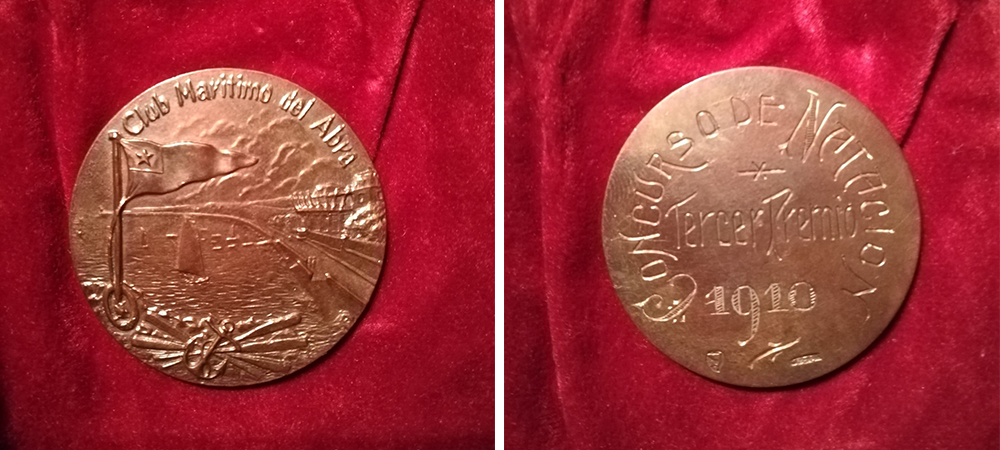 Club Maritimo del Abra
CONCURSO DE NATACION
Tercer Premio
1910